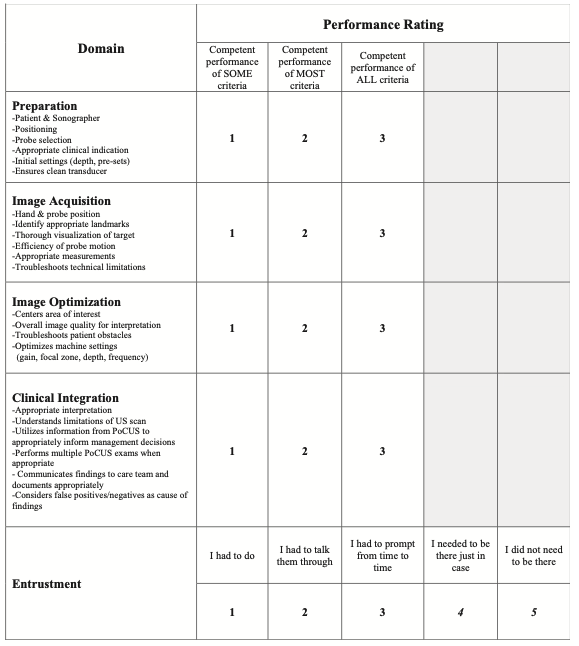 Domain
Performance Rating
Competent
performance
of SOME
criteria
Competent
performance
of MOST
criteria
Competent
performance of
ALL criteria
Preparation
-Patient & Sonographer
-Positioning
-Probe selection
-Appropriate clinical indication
-Initial settings (depth, pre-sets)
-Ensures clean transducer
1
2
3
Image Acquisition
-Hand & probe position
-Identify appropriate landmarks
-Thorough visualization of target
-Efficiency of probe motion
-Appropriate measurements
-Troubleshoots technical limitations
1
2
3
Image Optimization
-Centers area of interest
-Overall image quality for interpretation
-Troubleshoots patient obstacles
-Optimizes machine settings
(gain, focal zone, depth, frequency)
1
2
3
Clinical Integration
-Appropriate interpretation
-Understands limitations of US scan
-Utilizes information from PoCUS to
appropriately inform management decisions
-Performs multiple PoCUS exams when
appropriate
- Communicates findings to care team and
documents appropriately
-Considers false positives/negatives as cause of
findings
1
2
3
Entrustment
I had to do
I had to talk
them through
I had to prompt
from time to
time
I needed to be
there just in
case
I did not need
to be there
1
2
3
4
5